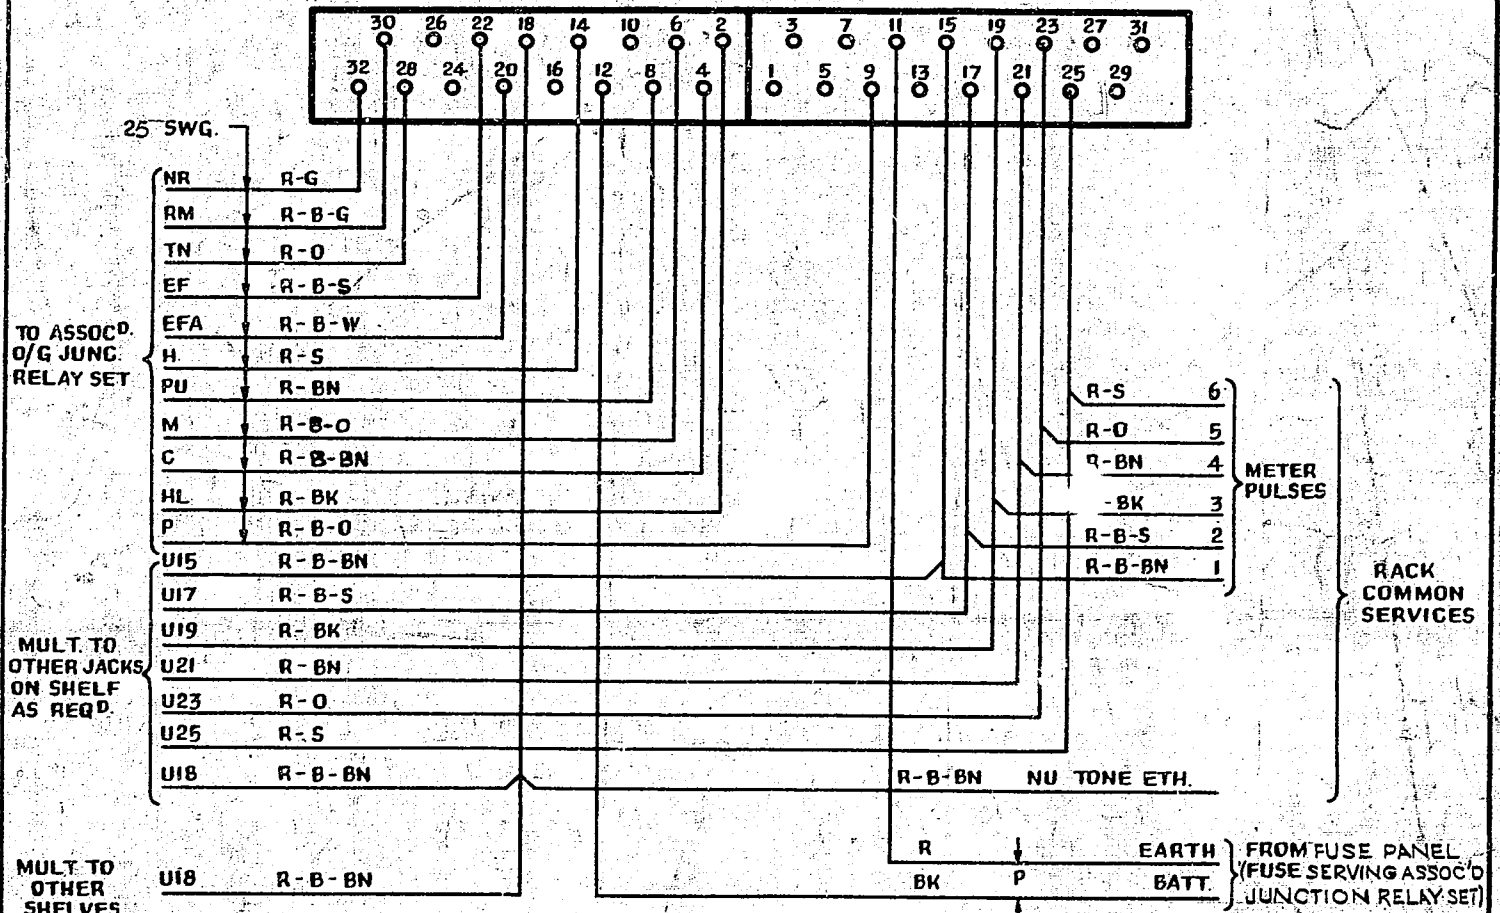 30 26 22 18 14 10 6 2 3 7 11 15 19 23 27 31
32 28 24 20 16 12 8 4 1 5 9 13 17 21 25 29
25 SWG.
NR R-G
RM R-B-G
TN R-O
EF R-B-S
EFA R-B-W
H R-S
PU R-BN
M R-B-O
C R-B-BN
HL R-BK
P R-B-O
TO ASSOCD.
O/G JUNC.
RELAY SET
U15 R-B-BN
U17 R-B-S
U19 R-BK
U21 R-BN
U23 R-O
U25 R-S
U18 R-B-BN
MULT. TO
OTHER JACKS
ON SHELF
AS REQD.
R-S 6
R-O 5
R-BN 4
-BK 3
R-B-S 2
R-B-BN 1
METER
PULSES
RACK
COMMON
SERVICES
R-B-BN NU TONE ETH.
MULT TO
OTHER
SHELVES
U18 R-B-BN
R EARTH
BK P BATT.
FROM FUSE PANEL
(FUSE SERVING ASSOC'D
JUNCTION RELAY SET)